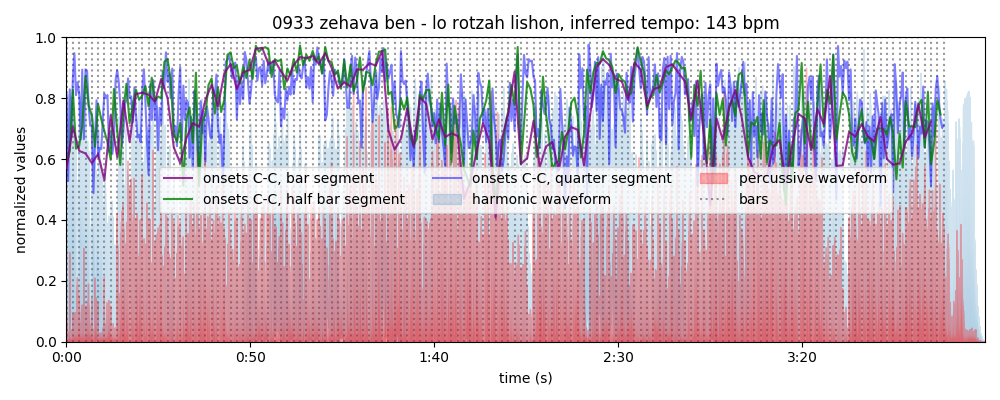 0933 zehava ben - lo rotzah lishon, inferred tempo: 143 bpm
normalized values
1.0
0.8
0.6
0.4
0.2
0.0
onsets C-C, bar segment
onsets C-C, half bar segment
onsets C-C, quarter segment
harmonic waveform
percussive waveform
bars
0:00 0:50 1:40 2:30 3:20
time (s)